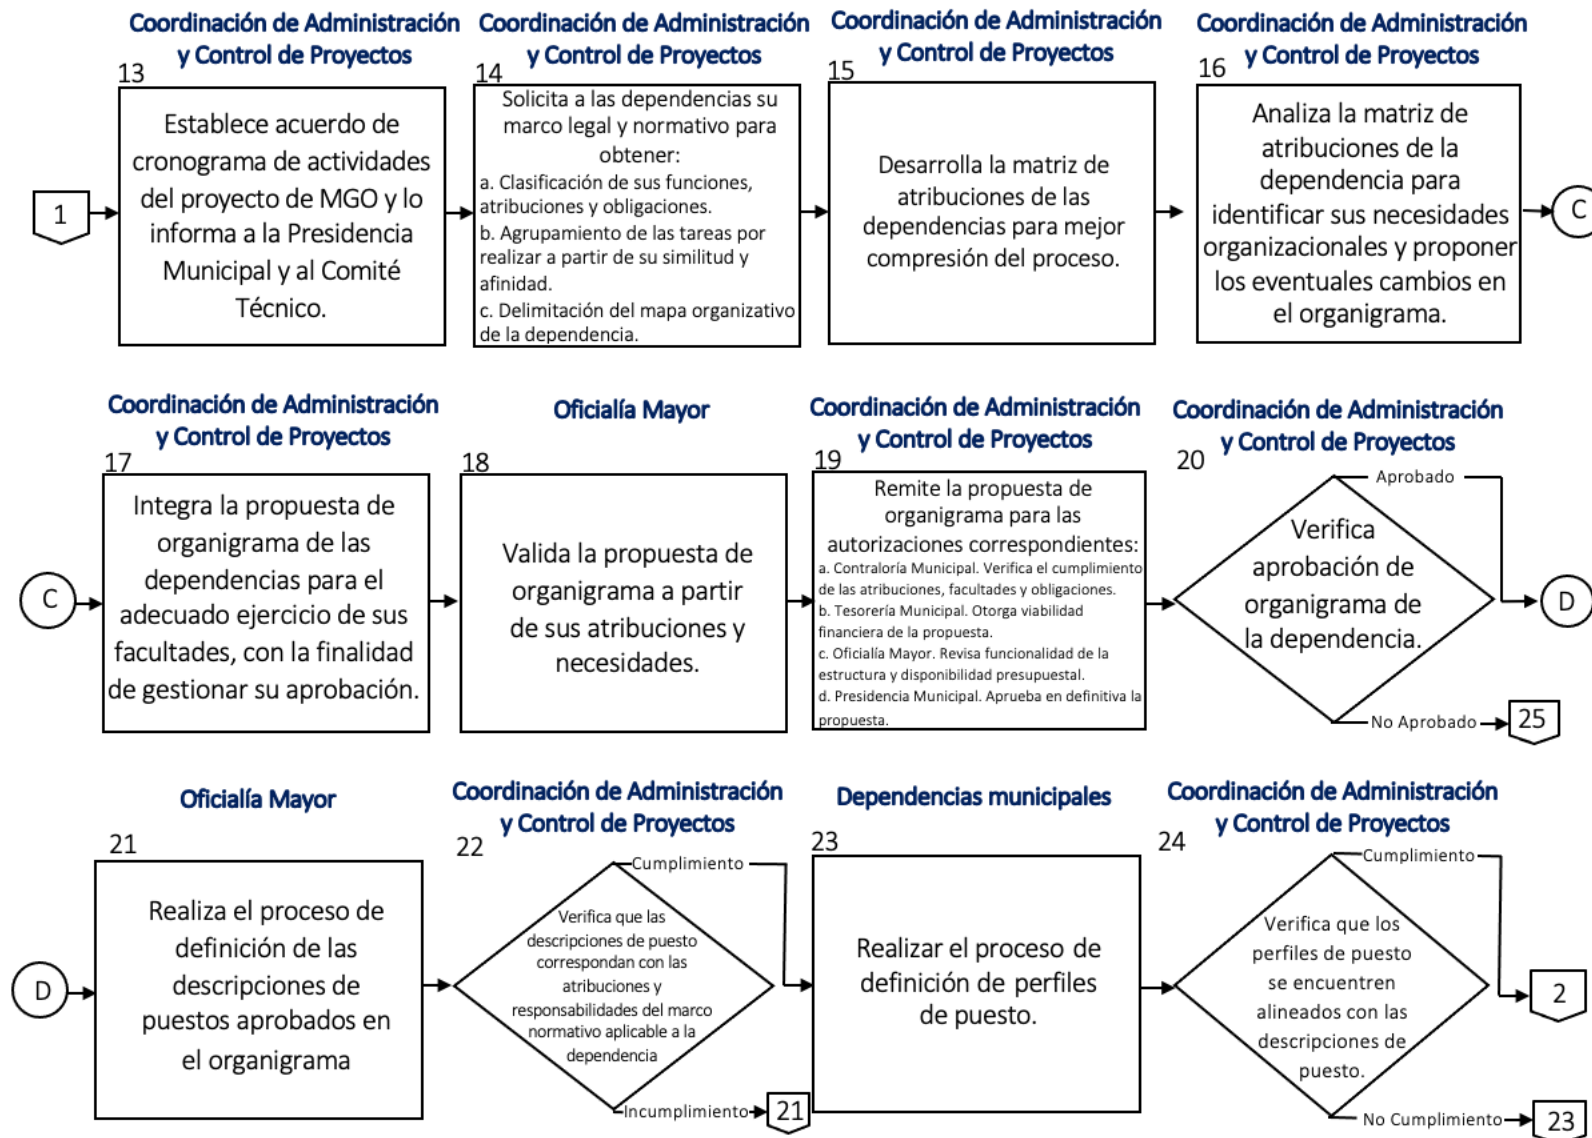 Coordinación de Administración
y Control de Proyectos
13
Establece acuerdo de
cronograma de actividades
del proyecto de MGO y lo
informa a la Presidencia
Municipal y al Comité
Técnico.
1
Coordinación de Administración
y Control de Proyectos
14
Solicita a las dependencias su
marco legal y normativo para
obtener:
a. Clasificación de sus funciones,
atribuciones y obligaciones.
b. Agrupamiento de las tareas por
realizar a partir de su similitud y
afinidad.
c. Delimitación del mapa organizativo
de la dependencia.
Coordinación de Administración
y Control de Proyectos
15
Desarrolla la matriz de
atribuciones de las
dependencias para mejor
compresión del proceso.
Coordinación de Administración
y Control de Proyectos
16
Analiza la matriz de
atribuciones de la
dependencia para
identificar sus necesidades
organizacionales y proponer
los eventuales cambios en
el organigrama.
C
Coordinación de Administración
y Control de Proyectos
17
C
Integra la propuesta de
organigrama de las
dependencias para el
adecuado ejercicio de sus
facultades, con la finalidad
de gestionar su aprobación.
Oficialía Mayor
18
Valida la propuesta de
organigrama a partir
de sus atribuciones y
necesidades.
Coordinación de Administración
y Control de Proyectos
19
Remite la propuesta de
organigrama para las
autorizaciones correspondientes:
a. Contraloría Municipal. Verifica el cumplimiento
de las atribuciones, facultades y obligaciones.
b. Tesorería Municipal. Otorga viabilidad
financiera de la propuesta.
c. Oficialía Mayor. Revisa funcionalidad de la
estructura y disponibilidad presupuestal.
d. Presidencia Municipal. Aprueba en definitiva la
propuesta.
Coordinación de Administración
y Control de Proyectos
20
Aprobado
Verifica
aprobación de
organigrama de
la dependencia.
D
No Aprobado
25
Oficialía Mayor
21
D
Realiza el proceso de
definición de las
descripciones de
puestos aprobados en
el organigrama
Coordinación de Administración
y Control de Proyectos
22
Cumplimiento
Verifica que las
descripciones de puesto
correspondan con las
atribuciones y
responsabilidades del marco
normativo aplicable a la
dependencia
Incumplimiento
21
Dependencias municipales
23
Realizar el proceso de
definición de perfiles
de puesto.
Coordinación de Administración
y Control de Proyectos
24
Cumplimiento
Verifica que los
perfiles de puesto
se encuentren
alineados con las
descripciones de
puesto.
2
No Cumplimiento
23